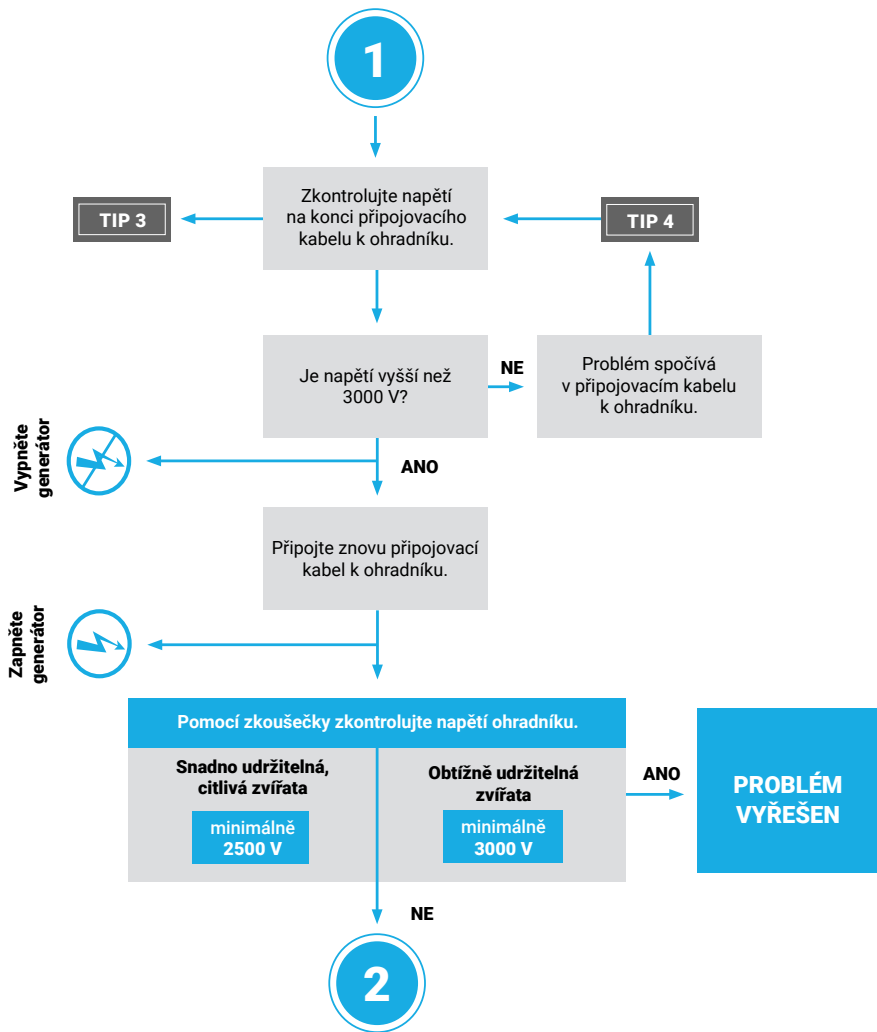 1
Zkontrolujte napětí
na konci připojovacího
kabelu k ohradníku.
TIP 3
TIP 4
Je napětí vyšší než
3000 V?
NE
Problém spočívá
v připojovacím kabelu
k ohradníku.
Vypněte
generátor
ANO
Připojte znovu připojovací
kabel k ohradníku.
Zapněte
generátor
Pomocí zkoušečky zkontrolujte napětí ohradníku.
Snadno udržitelná,
citlivá zvířata
minimálně
2500 V
Obtížně udržitelná
zvířata
minimálně
3000 V
ANO
PROBLÉM
VYŘEŠEN
NE
2